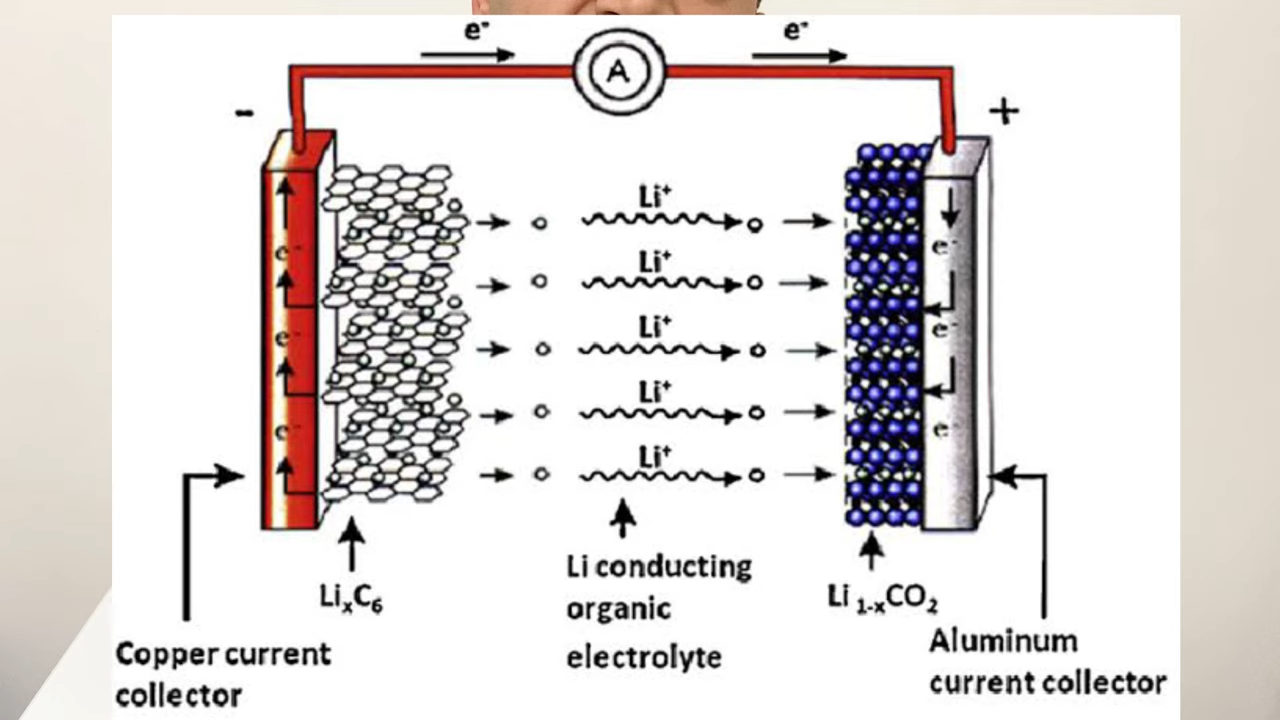 e⁻
e⁻
A
-
+
Li⁺
e⁻
e⁻
Li⁺
Li⁺
e⁻
e⁻
Li⁺
e⁻
e⁻
Li⁺
Li conducting
organic
electrolyte
LiₓC₆
Li ₁₋ₓCO₂
Copper current
collector
Aluminum
current collector